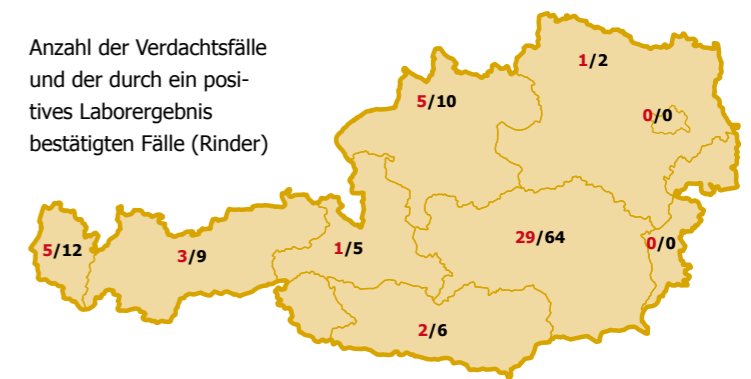 Anzahl der Verdachtsfälle
und der durch ein posi-
tives Laborergebnis
bestätigten Fälle (Rinder)
1/2
5/10
0/0
29/64
0/0
5/12
3/9
1/5
2/6